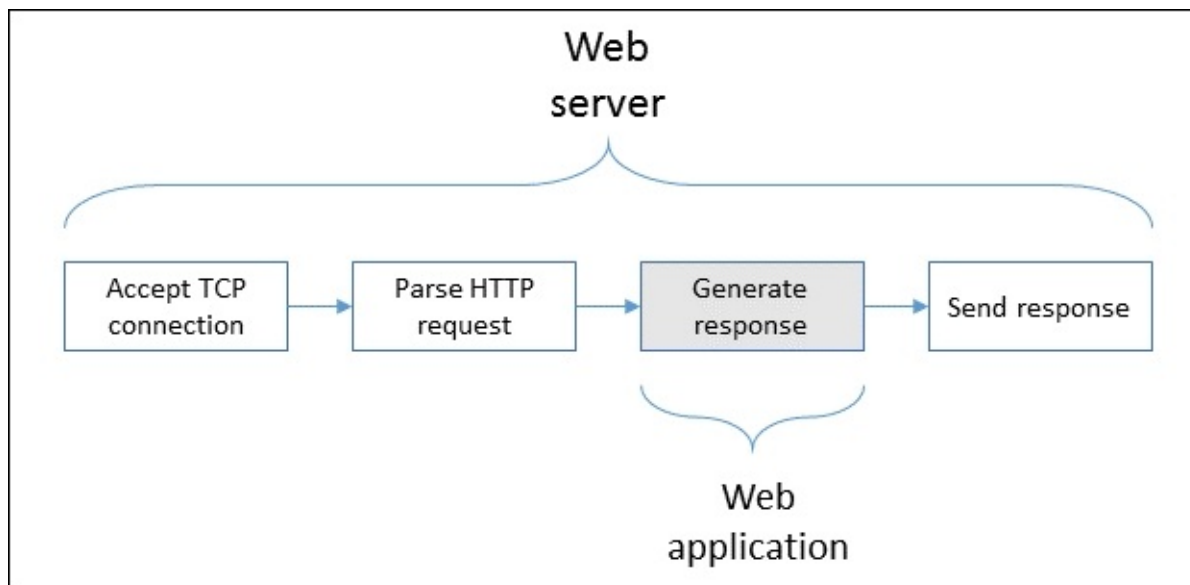 Web
server
Accept TCP
connection
Parse HTTP
request
Generate
response
Send response
Web
application